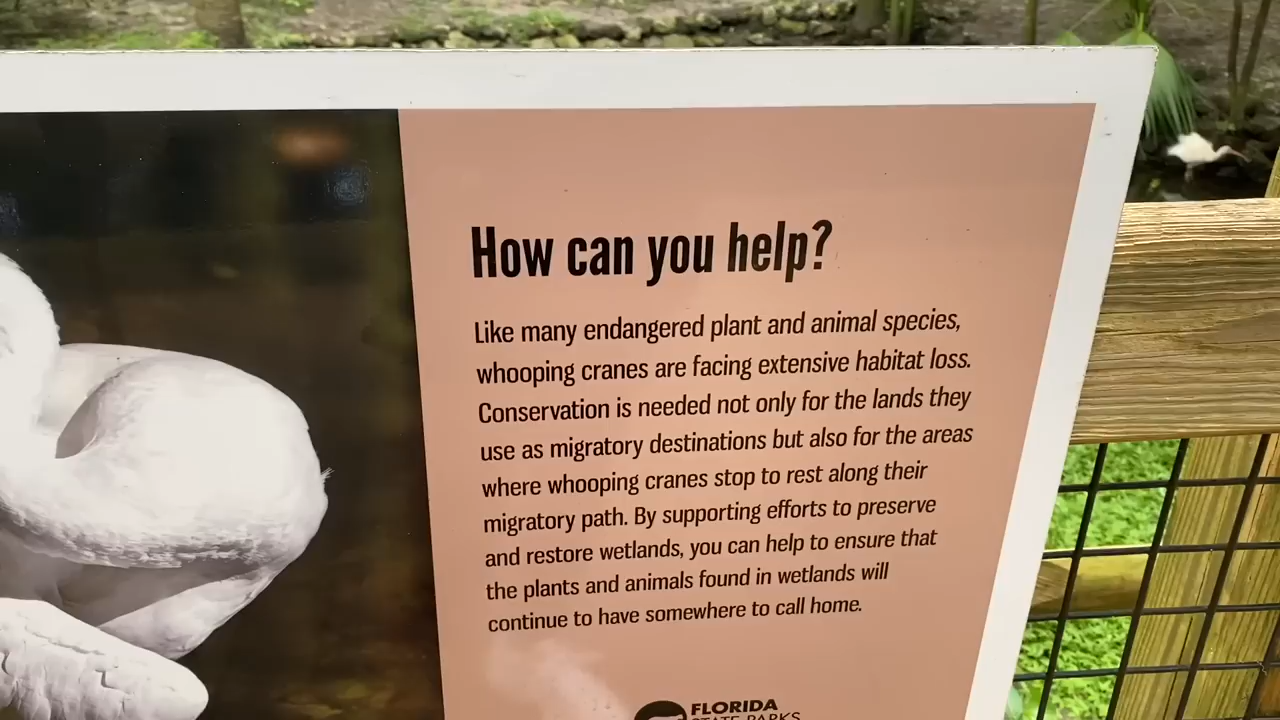 How can you help?
Like many endangered plant and animal species,
whooping cranes are facing extensive habitat loss.
Conservation is needed not only for the lands they
use as migratory destinations but also for the areas
where whooping cranes stop to rest along their
migratory path. By supporting efforts to preserve
and restore wetlands, you can help to ensure that
the plants and animals found in wetlands will
continue to have somewhere to call home.
FLORIDA
STATE PARKS